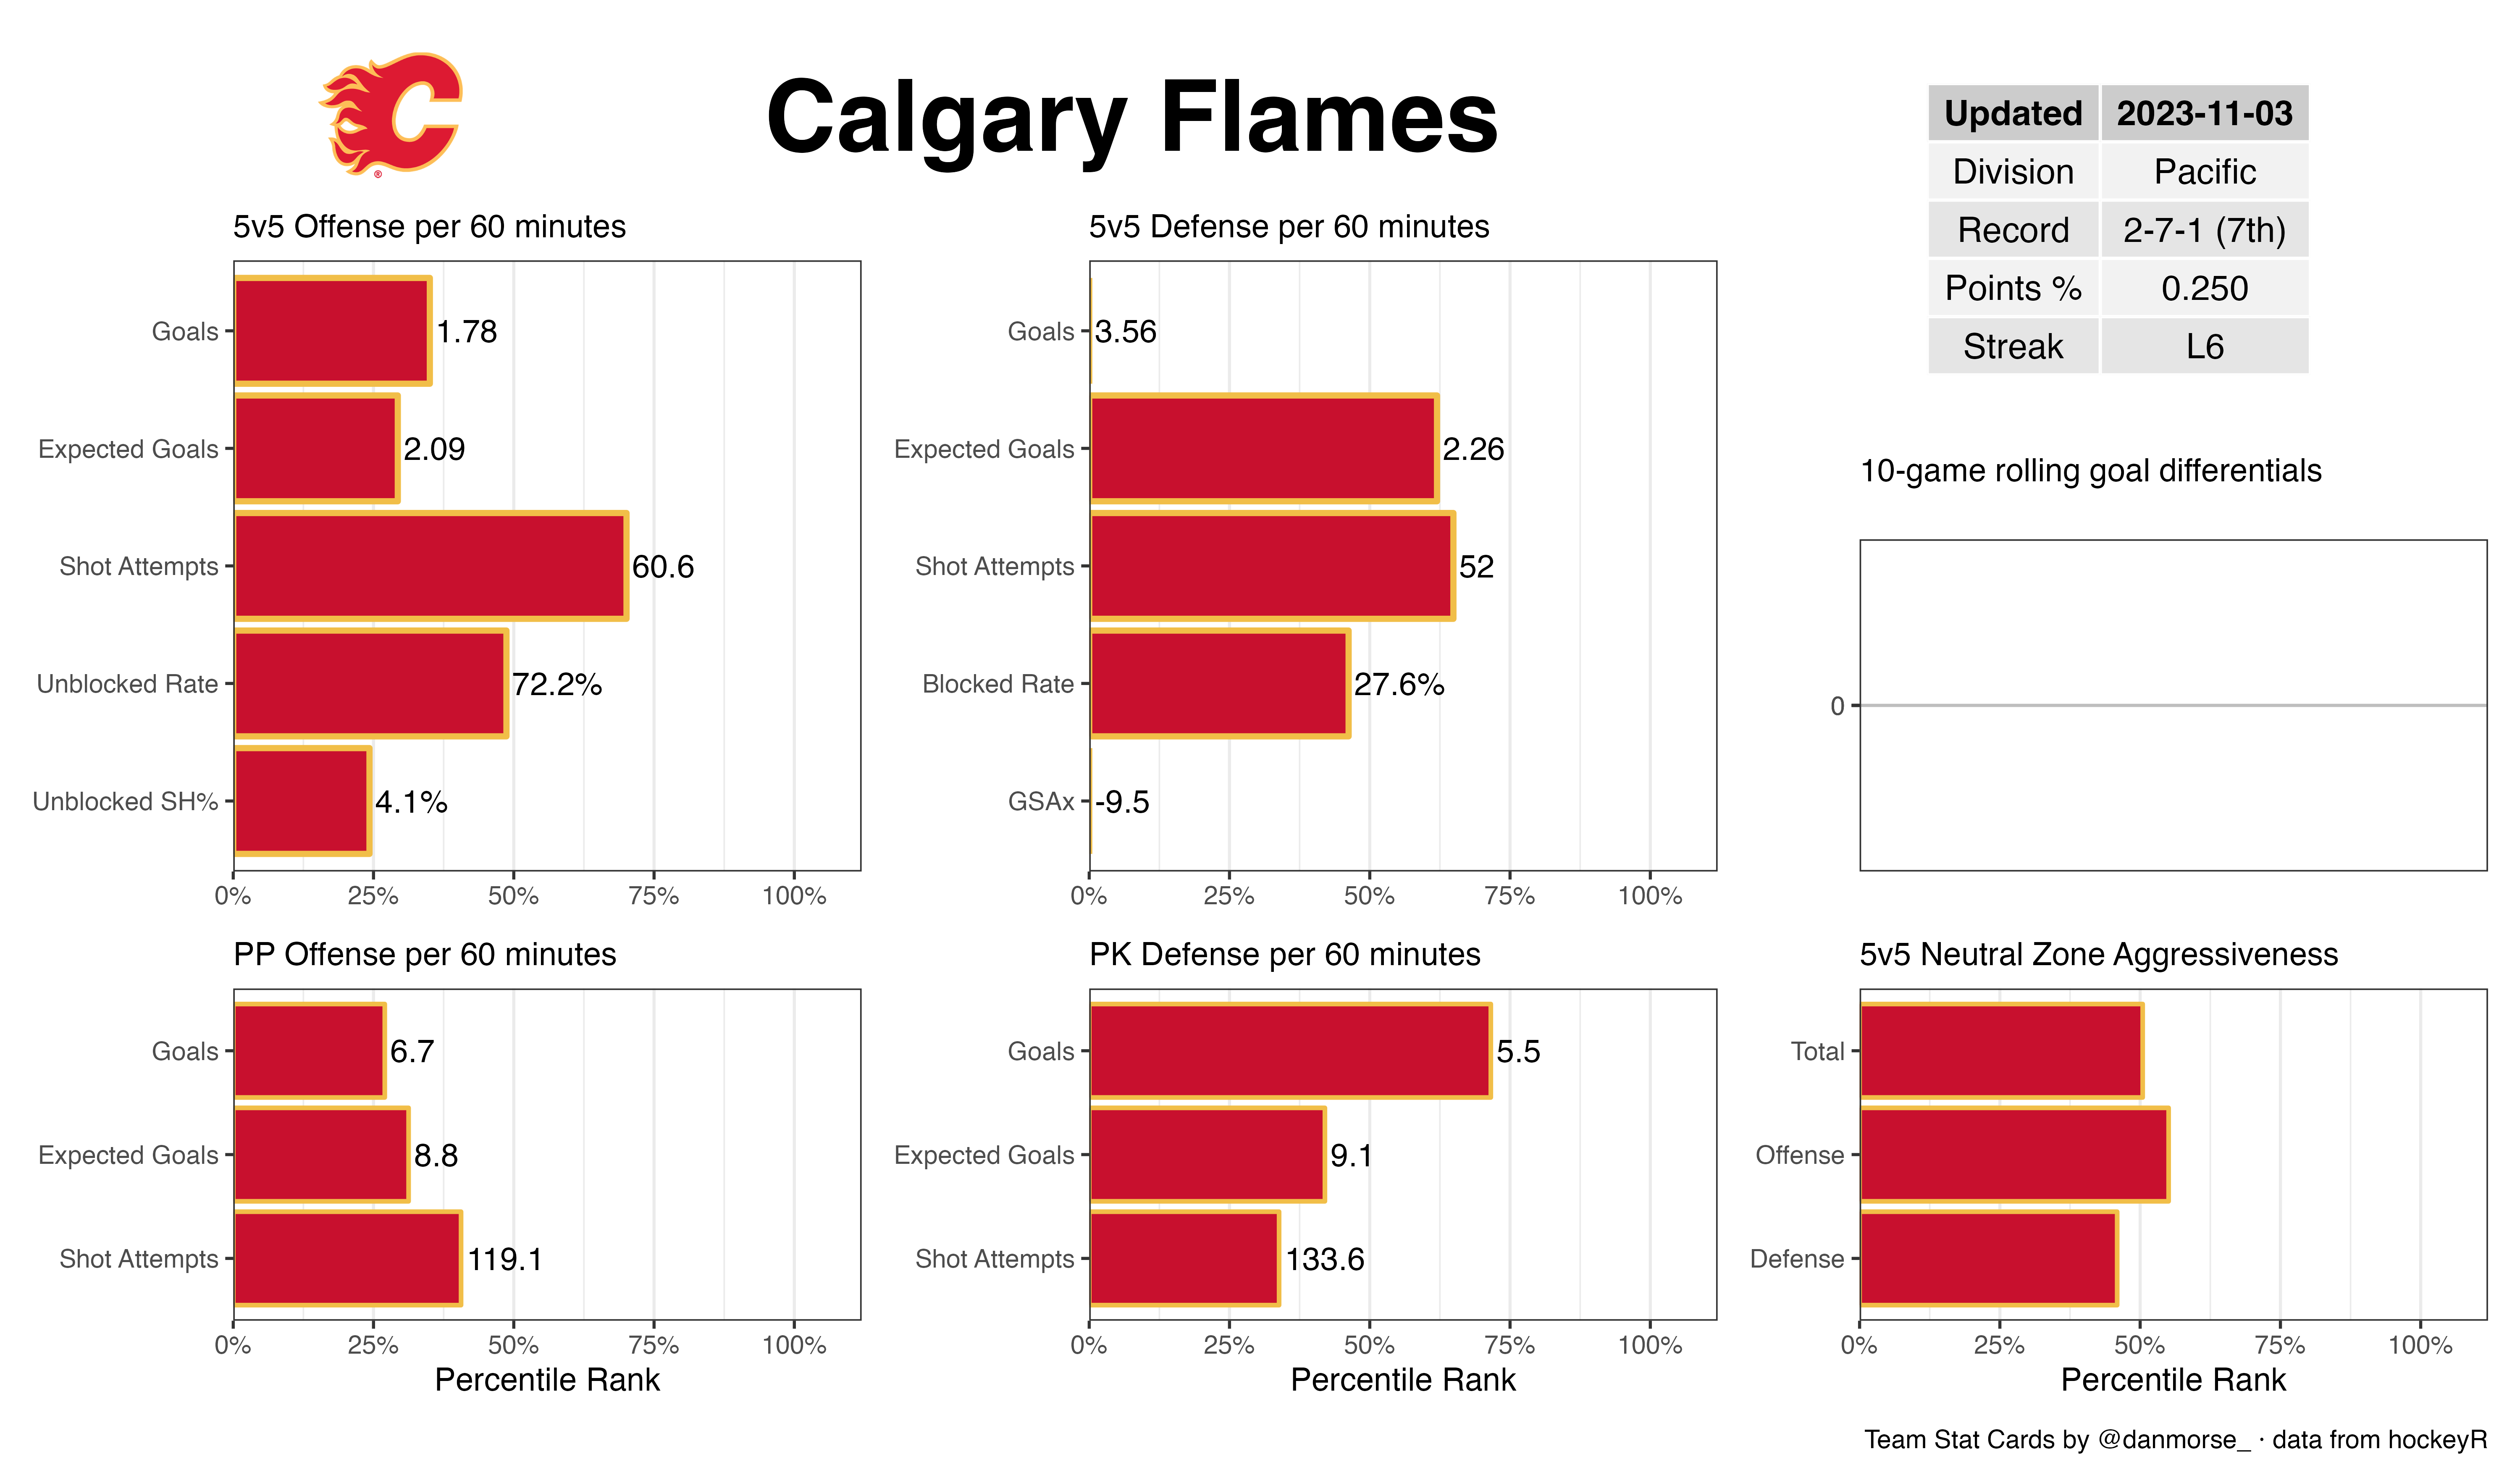 Calgary Flames
Updated 2023-11-03
Division Pacific
Record 2-7-1 (7th)
Points % 0.250
Streak L6
5v5 Offense per 60 minutes
Goals 1.78
Expected Goals 2.09
Shot Attempts 60.6
Unblocked Rate 72.2%
Unblocked SH% 4.1%
0% 25% 50% 75% 100%
5v5 Defense per 60 minutes
Goals 3.56
Expected Goals 2.26
Shot Attempts 52
Blocked Rate 27.6%
GSAx -9.5
0% 25% 50% 75% 100%
10-game rolling goal differentials
0
PP Offense per 60 minutes
Goals 6.7
Expected Goals 8.8
Shot Attempts 119.1
0% 25% 50% 75% 100%
Percentile Rank
PK Defense per 60 minutes
Goals 5.5
Expected Goals 9.1
Shot Attempts 133.6
0% 25% 50% 75% 100%
Percentile Rank
5v5 Neutral Zone Aggressiveness
Total
Offense
Defense
0% 25% 50% 75% 100%
Percentile Rank
Team Stat Cards by @danmorse_ · data from hockeyR